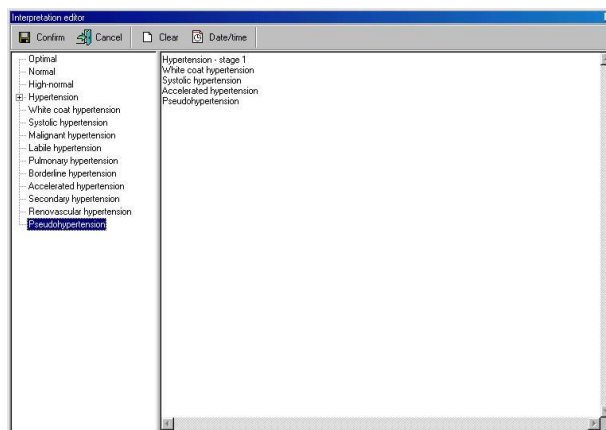 Interpretation editor
Confirm Cancel Clear Date/time
Optimal
Normal
High-normal
Hypertension
White coat hypertension
Systolic hypertension
Malignant hypertension
Labile hypertension
Pulmonary hypertension
Borderline hypertension
Accelerated hypertension
Secondary hypertension
Renovascular hypertension
Pseudohypertension
Hypertension - stage 1
White coat hypertension
Systolic hypertension
Accelerated hypertension
Pseudohypertension